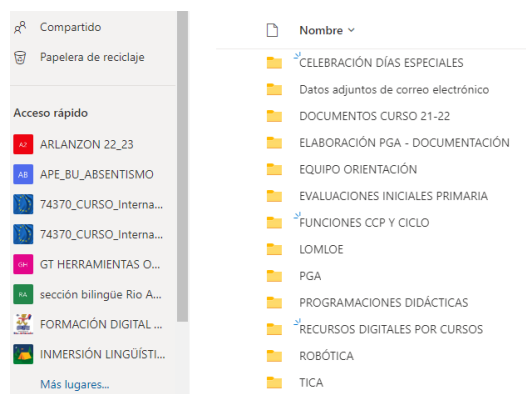 Compartido
Papelera de reciclaje
Acceso rápido
A2 ARLANZON 22_23
AB APE_BU_ABSENTISMO
74370_CURSO_Interna...
74370_CURSO_Interna...
GH GT HERRAMIENTAS O...
RA sección bilingüe Rio A...
FORMACIÓN DIGITAL ...
INMERSIÓN LINGÜÍSTI...
Más lugares...
Nombre
CELEBRACIÓN DÍAS ESPECIALES
Datos adjuntos de correo electrónico
DOCUMENTOS CURSO 21-22
ELABORACIÓN PGA - DOCUMENTACIÓN
EQUIPO ORIENTACIÓN
EVALUACIONES INICIALES PRIMARIA
FUNCIONES CCP Y CICLO
LOMLOE
PGA
PROGRAMACIONES DIDÁCTICAS
RECURSOS DIGITALES POR CURSOS
ROBÓTICA
TICA